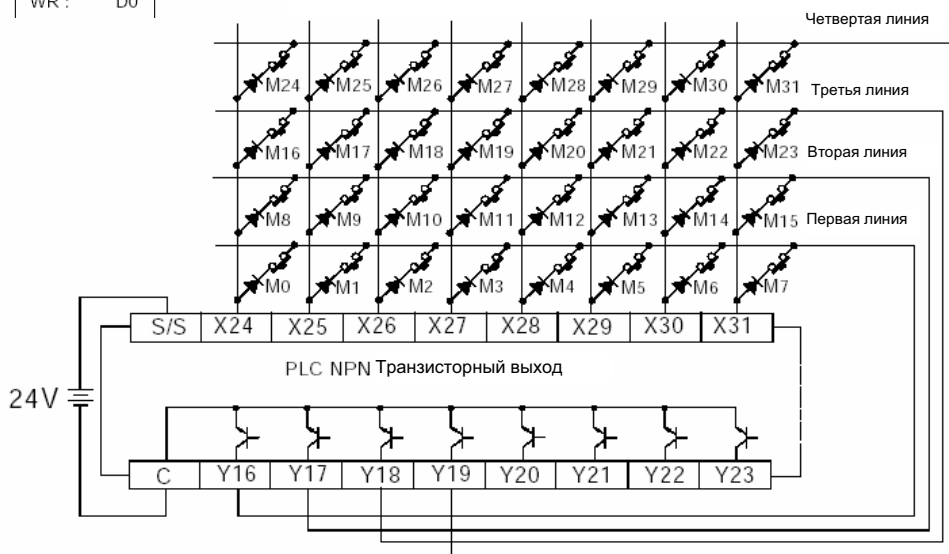 WR : D0
Четвертая линия
M24 M25 M26 M27 M28 M29 M30 M31
Третья линия
M16 M17 M18 M19 M20 M21 M22 M23
Вторая линия
M8 M9 M10 M11 M12 M13 M14 M15
Первая линия
M0 M1 M2 M3 M4 M5 M6 M7
S/S X24 X25 X26 X27 X28 X29 X30 X31
PLC NPN Транзисторный выход
24V
C Y16 Y17 Y18 Y19 Y20 Y21 Y22 Y23